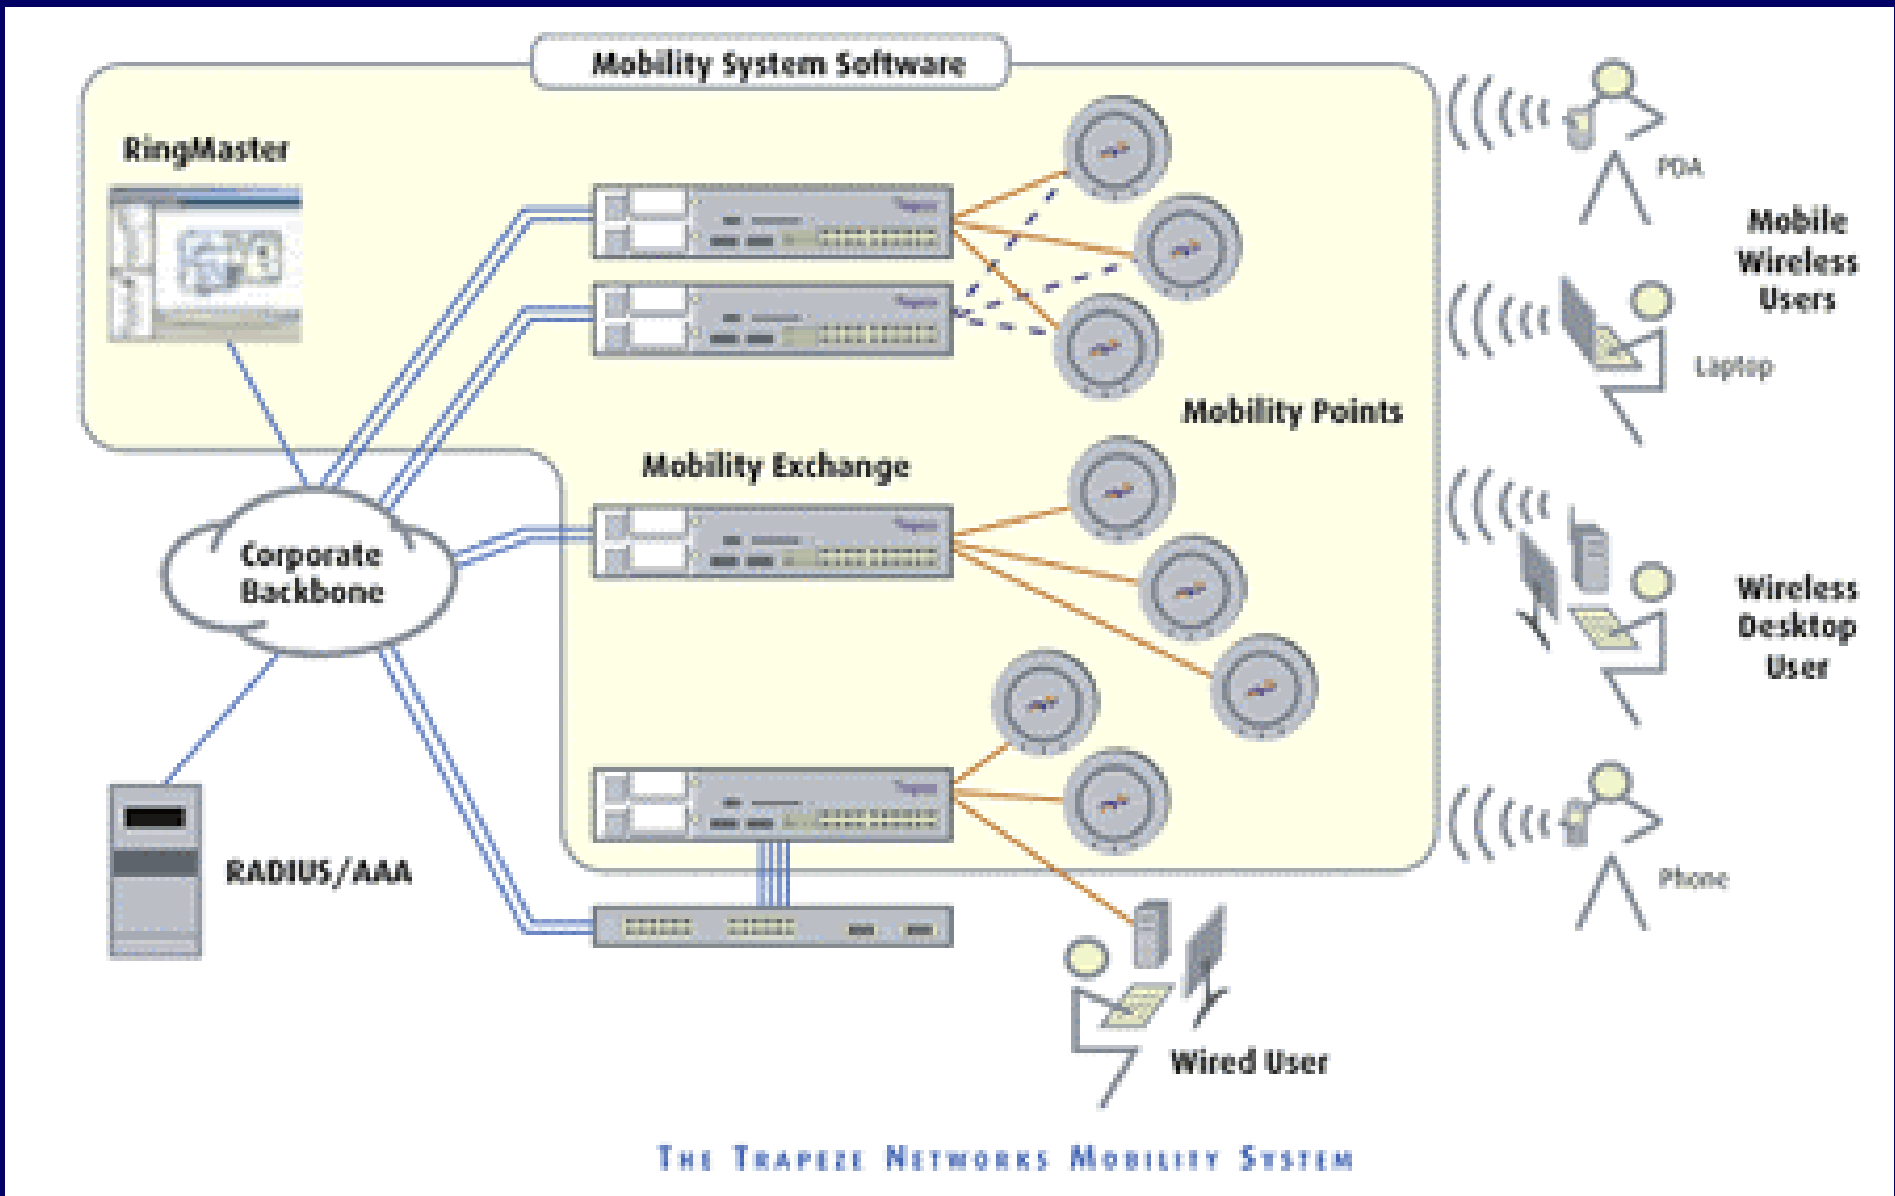 Mobility System Software
RingMaster
PDA
Mobile
Wireless
Users
Laptop
Mobility Points
Mobility Exchange
Corporate
Backbone
Wireless
Desktop
User
RADIUS/AAA
Phone
Wired User
THE TRAPEZE NETWORKS MOBILITY SYSTEM